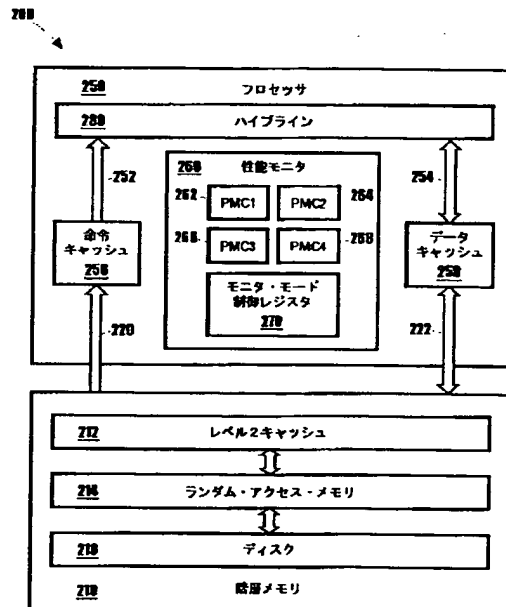 200
250 プロセッサ
280 パイプライン
252
260 性能モニタ
254
262 PMC1 PMC2 264
266 PMC3 PMC4 268
命令
キャッシュ
256
データ
キャッシュ
258
モニタ・モード
制御レジスタ
270
220
222
212 レベル2キャッシュ
214 ランダム・アクセス・メモリ
ディスク
210 階層メモリ